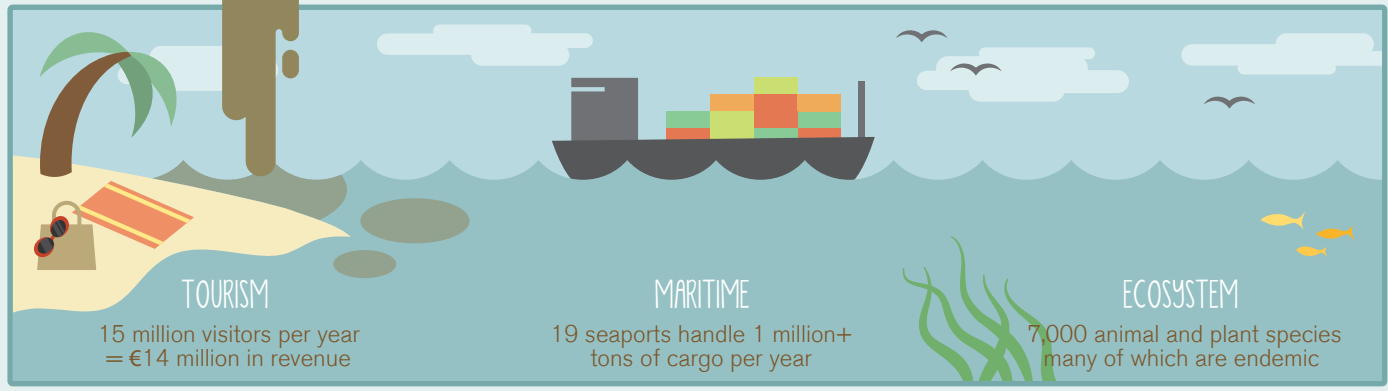 TOURISM
15 million visitors per year
= €14 million in revenue
MARITIME
19 seaports handle 1 million+
tons of cargo per year
ECOSYSTEM
7,000 animal and plant species
many of which are endemic